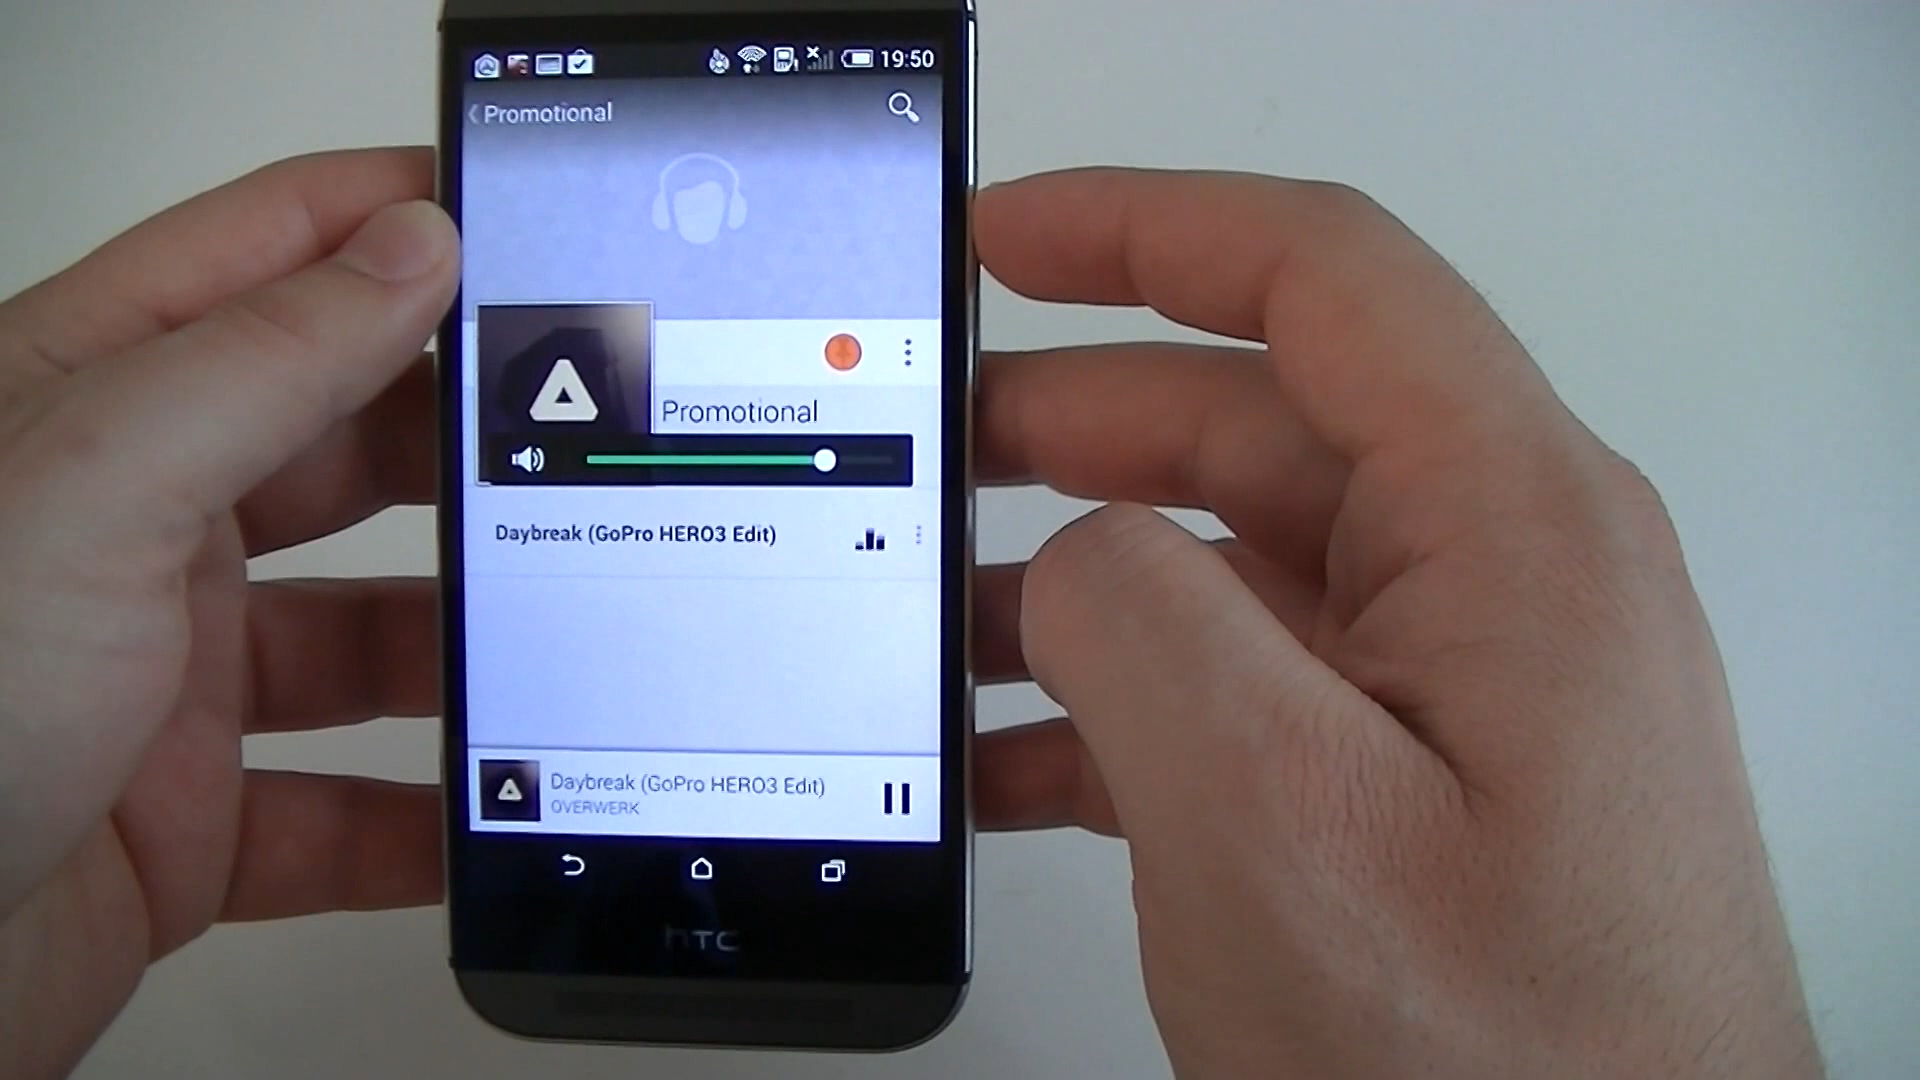 19:50
Promotional
Promotional
Daybreak (GoPro HERO3 Edit)
Daybreak (GoPro HERO3 Edit)
OVERWERK
hTC